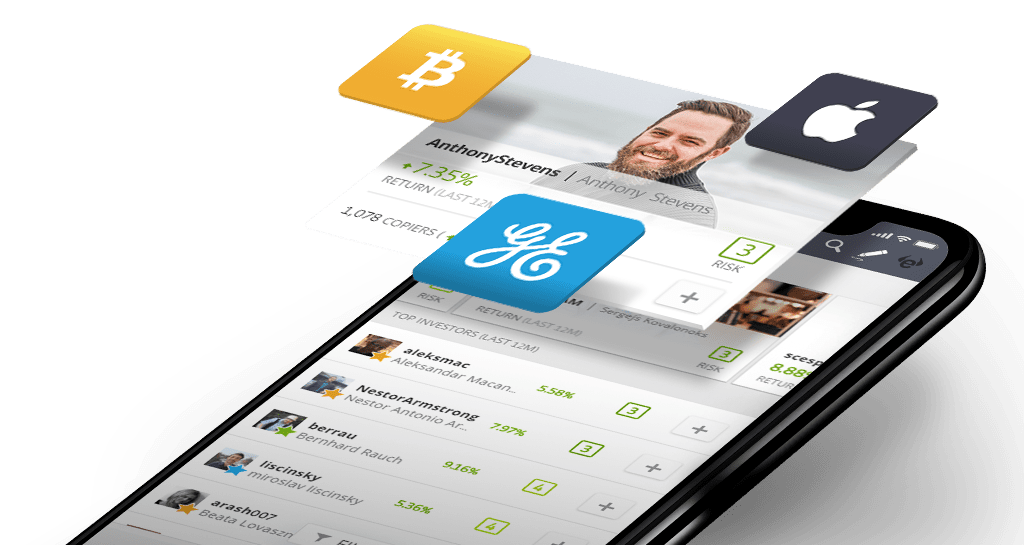 AnthonyStevens | Anthony Stevens
7.35%
RETURN (LAST 12M
1,078 COPIERS (
3
RISK
+
RISK
AM | Sergejs Kovalonoks
RETURN (LAST 12M)
3
RISK
scesp
8.88%
RETUR
TOP INVESTORS (LAST 12M)
aleksmac
Aleksandar Macan..
5.58%
3
+
NestorArmstrong
Nestor Antonio Ar..
7.97%
3
+
berrau
Bernhard Rauch
9.16%
4
+
liscinsky
miroslav liscinsky
5.36%
4
+
arash007
Beata Lovaszn